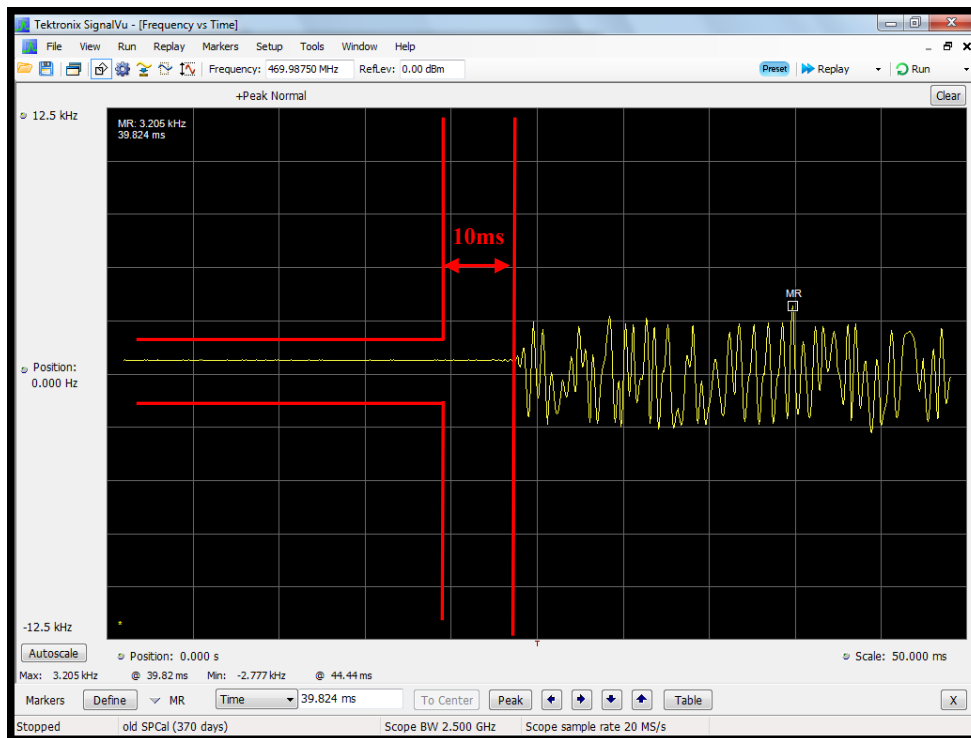 Tektronix SignalVu - [Frequency vs Time]
File View Run Replay Markers Setup Tools Window Help
Frequency: 469.98750 MHz RefLev: 0.00 dBm Preset Replay Run
+Peak Normal Clear
12.5 kHz
MR: 3.205 kHz
39.824 ms
10ms
MR
Position:
0.000 Hz
-12.5 kHz
*
T
Autoscale Position: 0.000 s Scale: 50.000 ms
Max: 3.205 kHz @ 39.82 ms Min: -2.777 kHz @ 44.44 ms
Markers Define MR Time 39.824 ms To Center Peak Table X
Stopped old SPCal (370 days) Scope BW 2.500 GHz Scope sample rate 20 MS/s